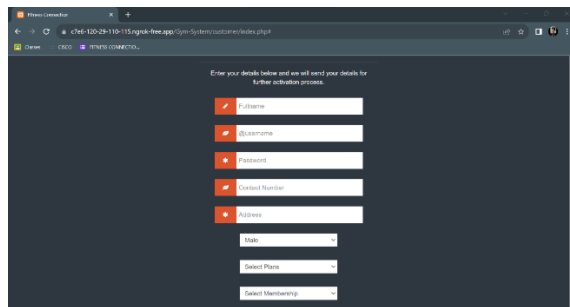 Fitness Connection
c7e6-120-29-110-115.ngrok-free.app/Gym-System/customer/index.php#
Classes CISCO FITNESS CONNECTIO...
Enter your details below and we will send your details for
further activation process.
Fullname
@username
Password
Contact Number
Address
Male
Select Plans
Select Membership